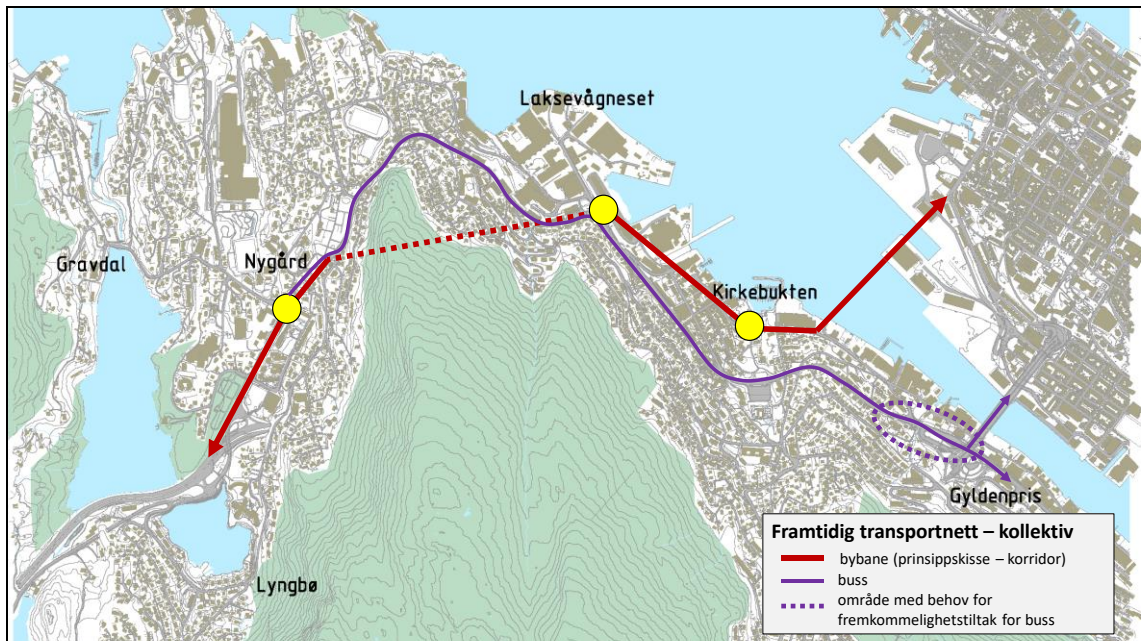 Laksevågneset
Gravdal
Nygård
Kirkebukten
Gyldenpris
Lyngbø
Framtidig transportnett – kollektiv
bybane (prinsippskisse – korridor)
buss
område med behov for
fremkommelighetstiltak for buss